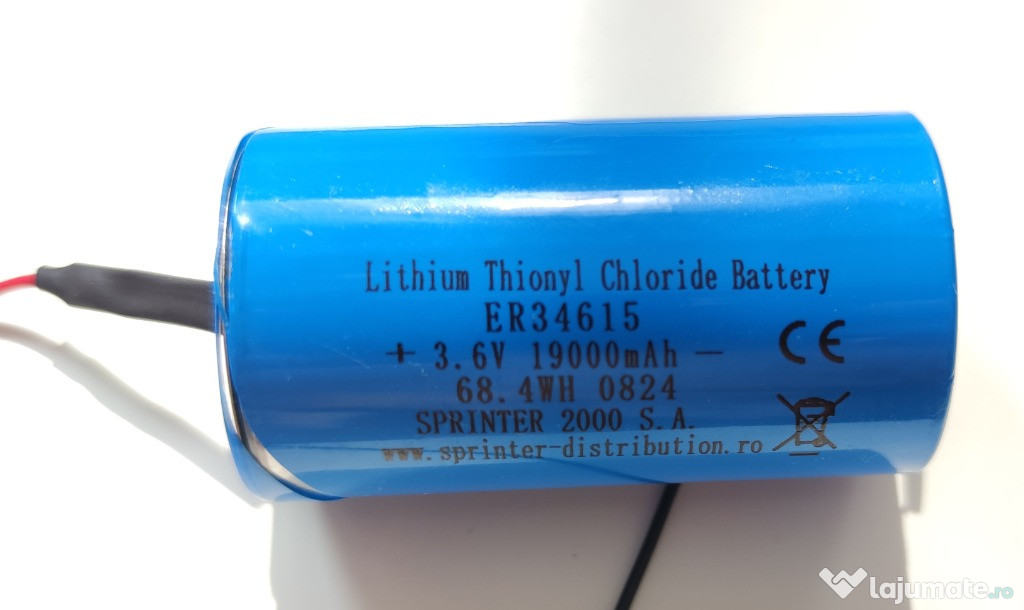 Lithium Thionyl Chloride Battery
ER34615
+ 3.6V 19000mAh −
68.4WH 0824
SPRINTER 2000 S.A.
www.sprinter-distribution.ro
CE
lajumate.ro